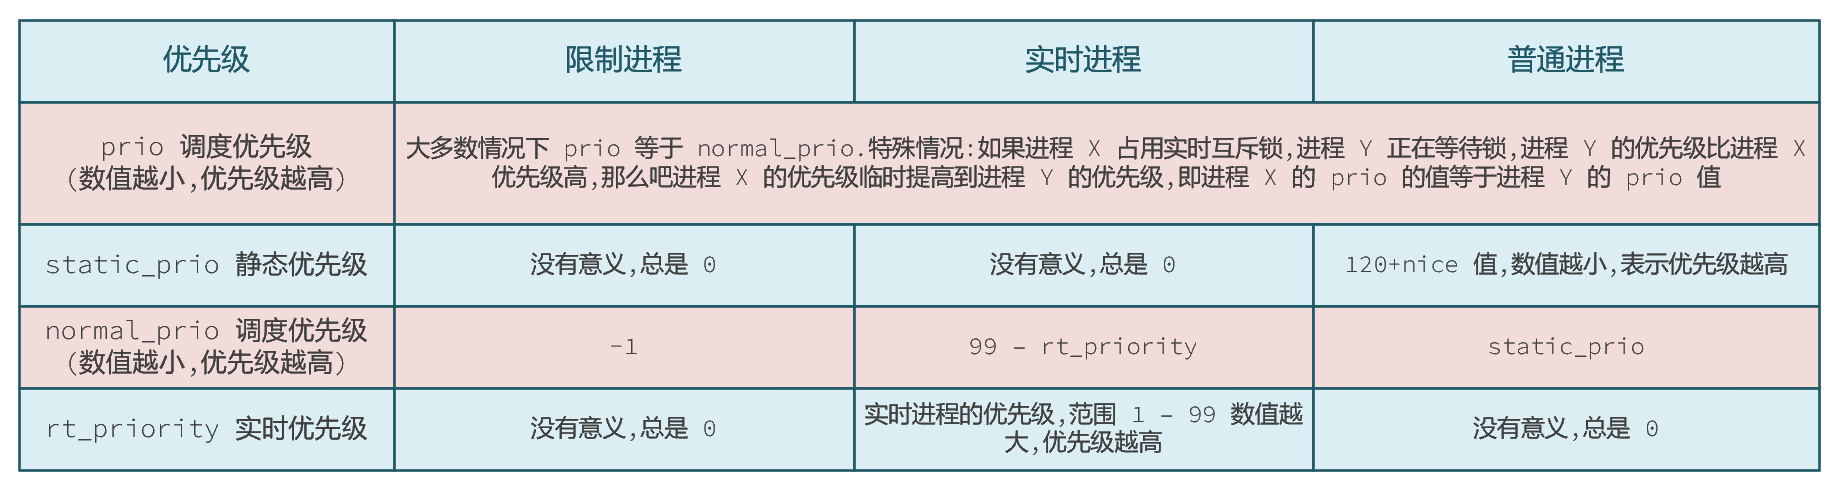 优先级
限制进程
实时进程
普通进程
prio 调度优先级
(数值越小,优先级越高)
大多数情况下 prio 等于 normal_prio.特殊情况:如果进程 X 占用实时互斥锁,进程 Y 正在等待锁,进程 Y 的优先级比进程 X
优先级高,那么吧进程 X 的优先级临时提高到进程 Y 的优先级,即进程 X 的 prio 的值等于进程 Y 的 prio 值
static_prio 静态优先级
没有意义,总是 0
没有意义,总是 0
120+nice 值,数值越小,表示优先级越高
normal_prio 调度优先级
(数值越小,优先级越高)
-1
99 – rt_priority
static_prio
rt_priority 实时优先级
没有意义,总是 0
实时进程的优先级,范围 1 – 99 数值越
大,优先级越高
没有意义,总是 0